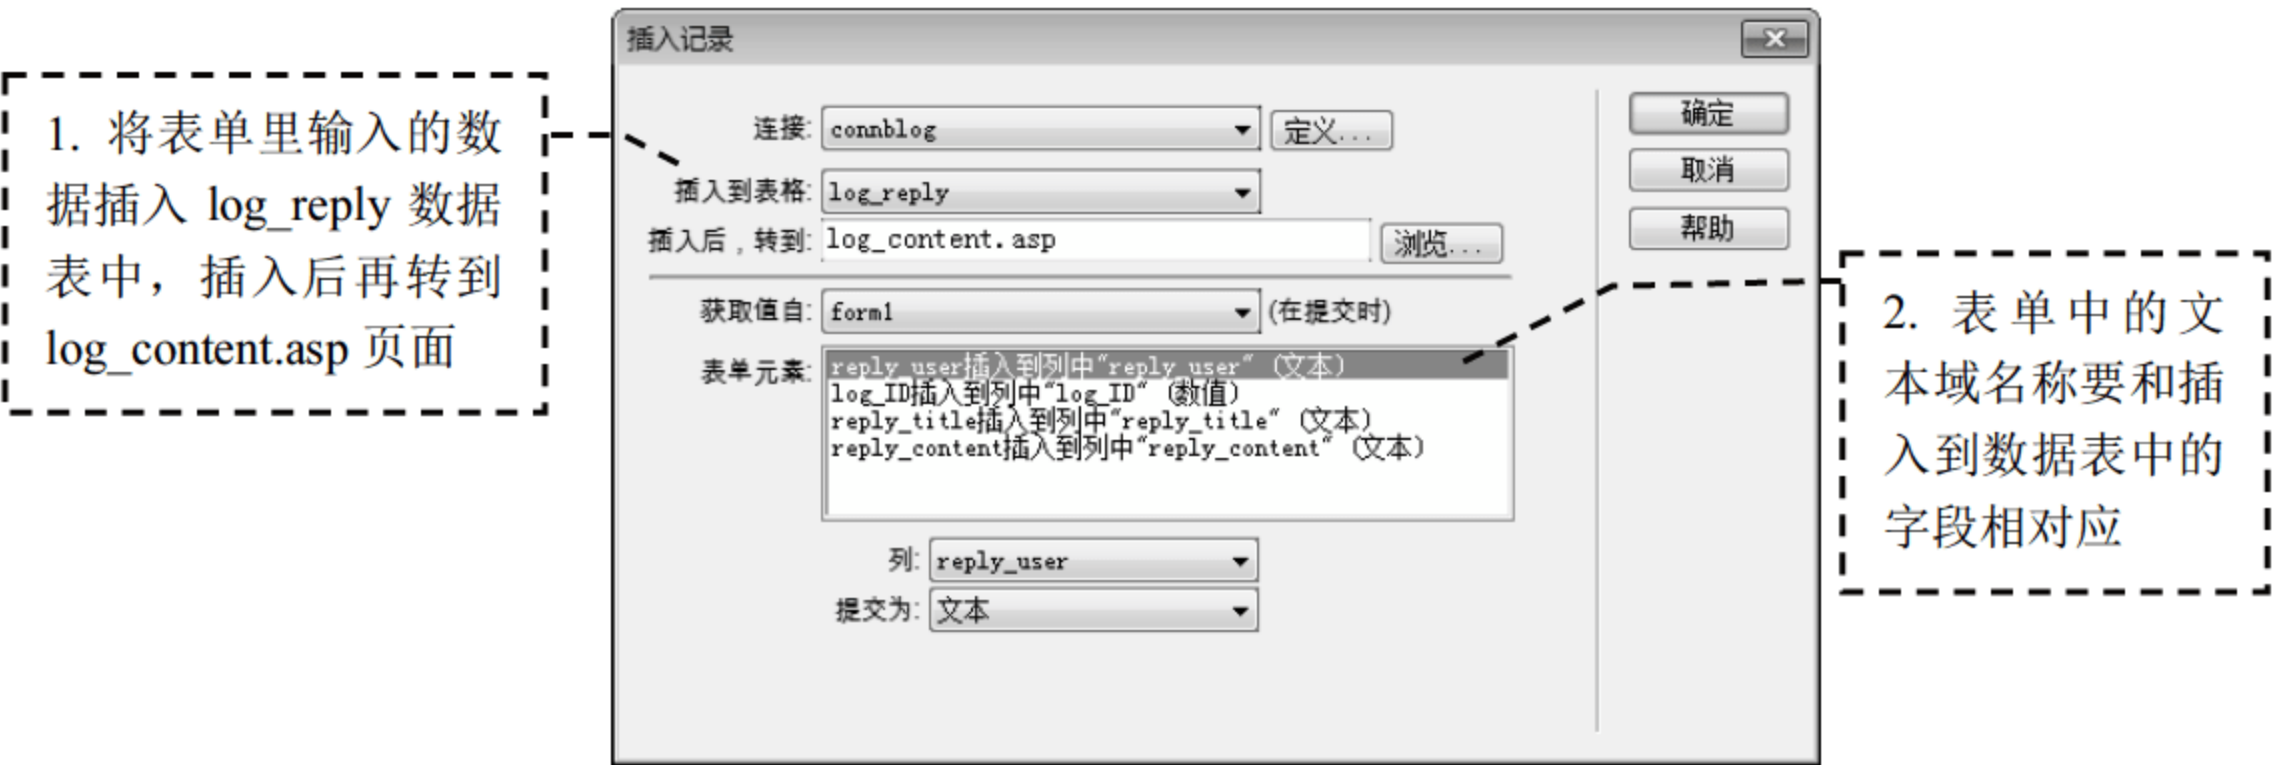 插入记录
1. 将表单里输入的数
据插入 log_reply 数据
表中，插入后再转到
log_content.asp 页面
连接: connblog 定义...
插入到表格: log_reply
插入后，转到: log_content.asp 浏览...
获取值自: form1 (在提交时)
表单元素: reply_user插入到列中"reply_user" (文本)
log_ID插入到列中"log_ID" (数值)
reply_title插入到列中"reply_title" (文本)
reply_content插入到列中"reply_content" (文本)
列: reply_user
提交为: 文本
确定
取消
帮助
2. 表单中的文
本域名称要和插
入到数据表中的
字段相对应